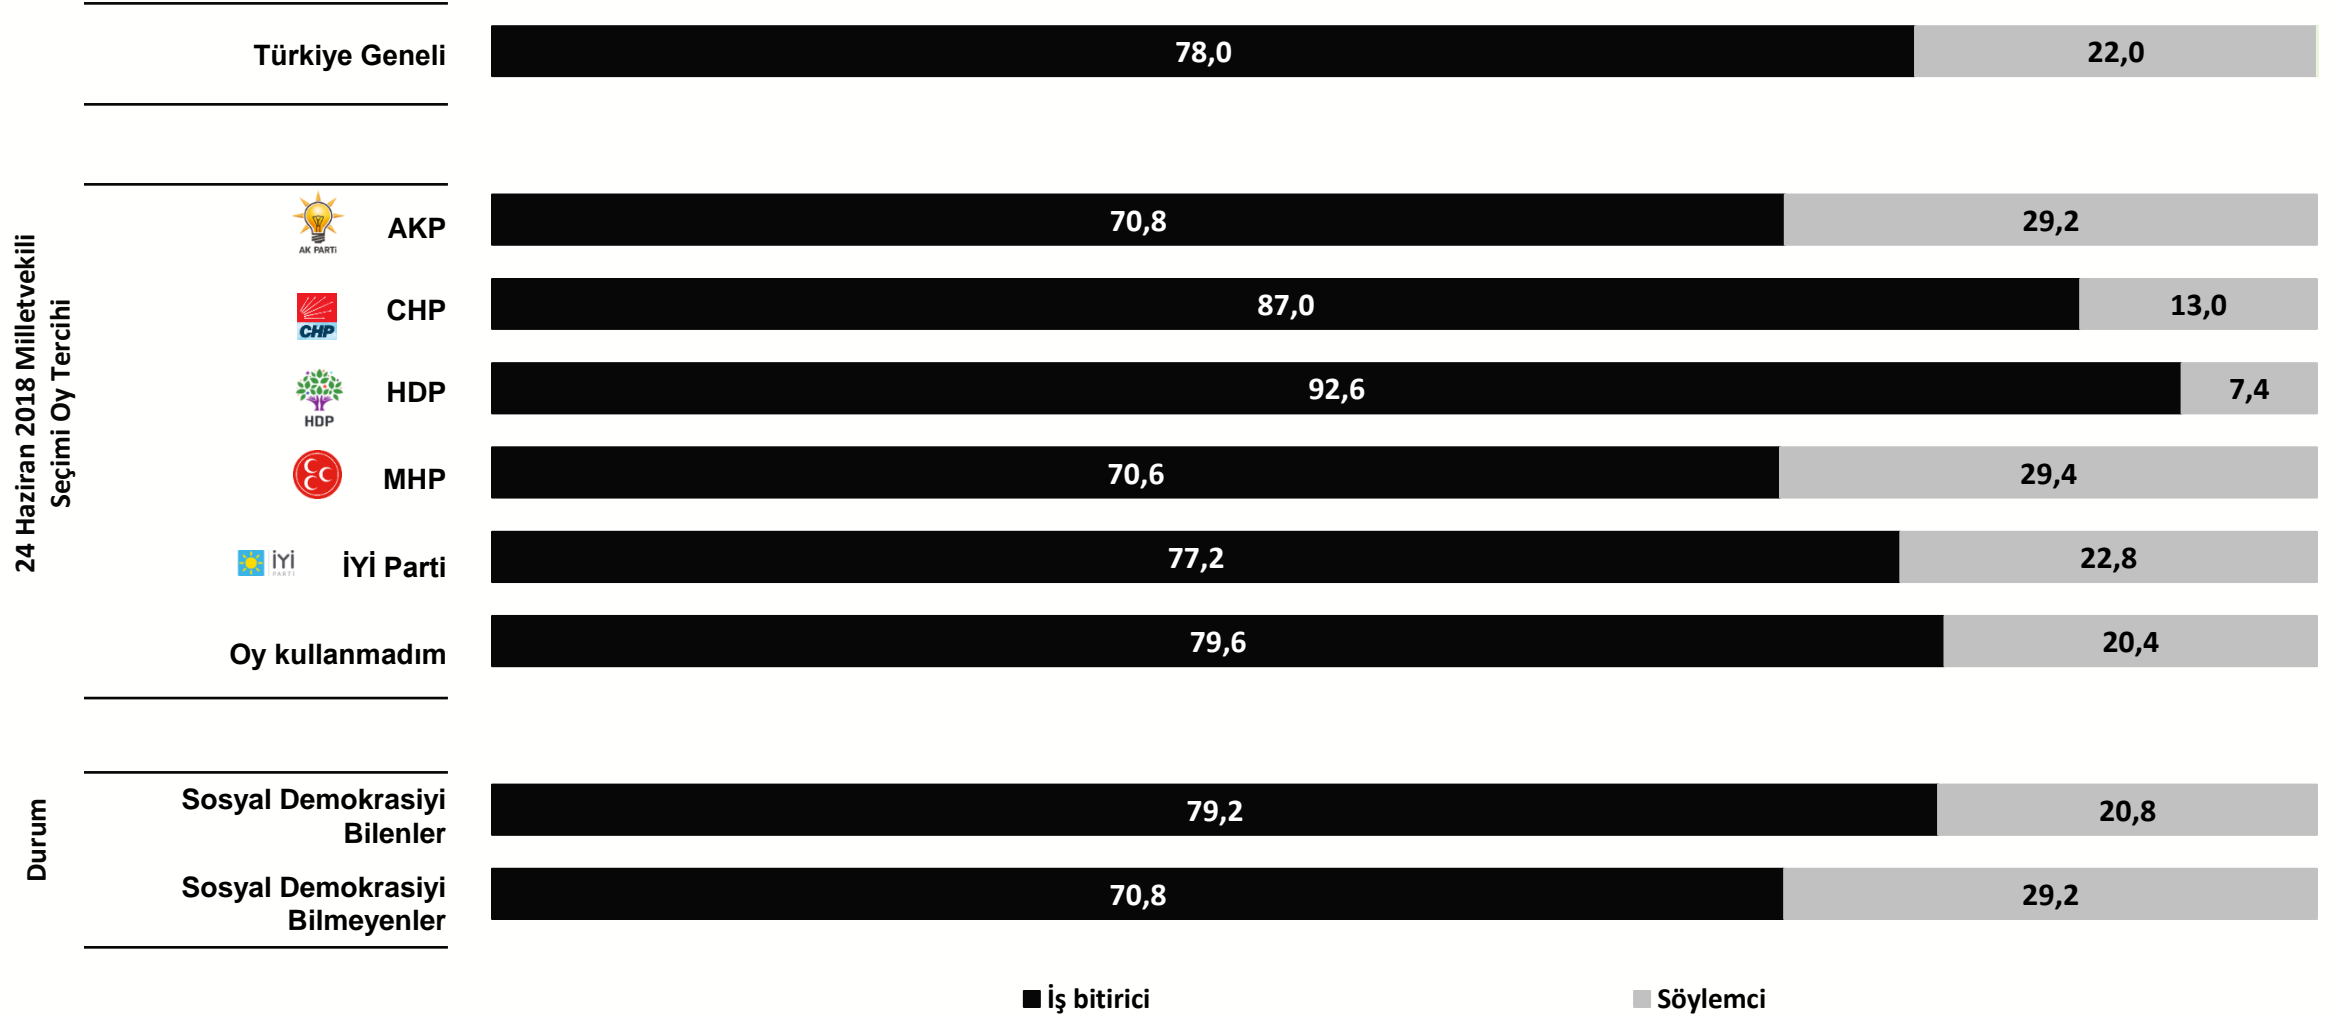 Türkiye Geneli
78,0
22,0
24 Haziran 2018 Milletvekili
Seçimi Oy Tercihi
AK PARTİ
AKP
70,8
29,2
CHP
CHP
87,0
13,0
HDP
HDP
92,6
7,4
MHP
70,6
29,4
İYİ
PARTİ
İYİ Parti
77,2
22,8
Oy kullanmadım
79,6
20,4
Durum
Sosyal Demokrasiyi
Bilenler
79,2
20,8
Sosyal Demokrasiyi
Bilmeyenler
70,8
29,2
İş bitirici
Söylemci